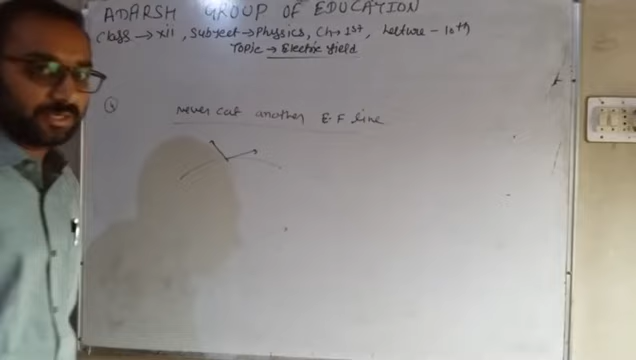 ADARSH GROUP OF EDUCATION
Class → XII, Subject → Physics, Ch → 1st, Lecture - 10th
Topic → Electric field
Q
never cut another E.F line